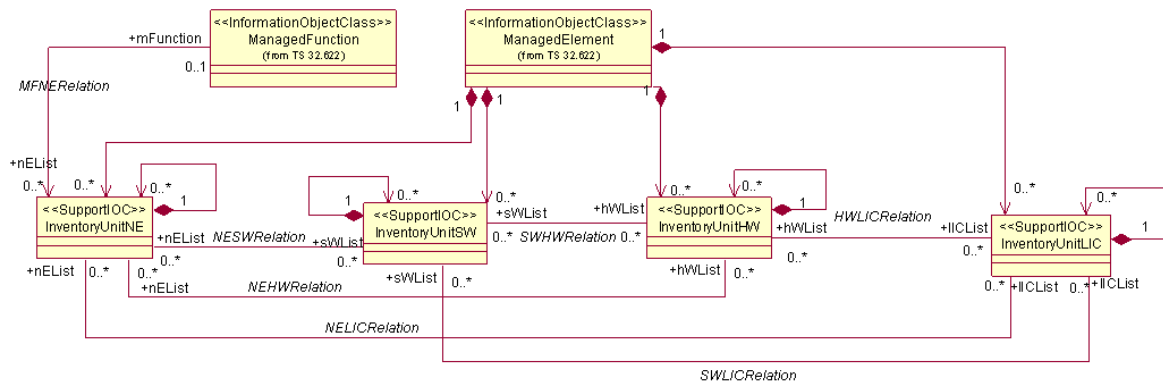 <<InformationObjectClass>>
ManagedFunction
(from TS 32.622)
<<InformationObjectClass>>
ManagedElement
(from TS 32.622)
+mFunction
0..1
MFNERelation
1
1
1
1
+nEList
0..*
0..*
0..*
1
0..*
1
0..*
0..*
0..*
1
0..*
0..*
1
<<SupportIOC>>
InventoryUnitNE
<<SupportIOC>>
InventoryUnitSW
<<SupportIOC>>
InventoryUnitHW
<<SupportIOC>>
InventoryUnitLIC
+nEList
NESWRelation
+sWList
0..*
0..*
+sWList
0..*
SWHWRelation
+hWList
0..*
HWLICRelation
+hWList
0..*
+lICList
0..*
+nEList
0..*
0..*
+nEList
NEHWRelation
+sWList
0..*
+hWList
0..*
0..*
+lICList
0..*
+lICList
NELICRelation
SWLICRelation